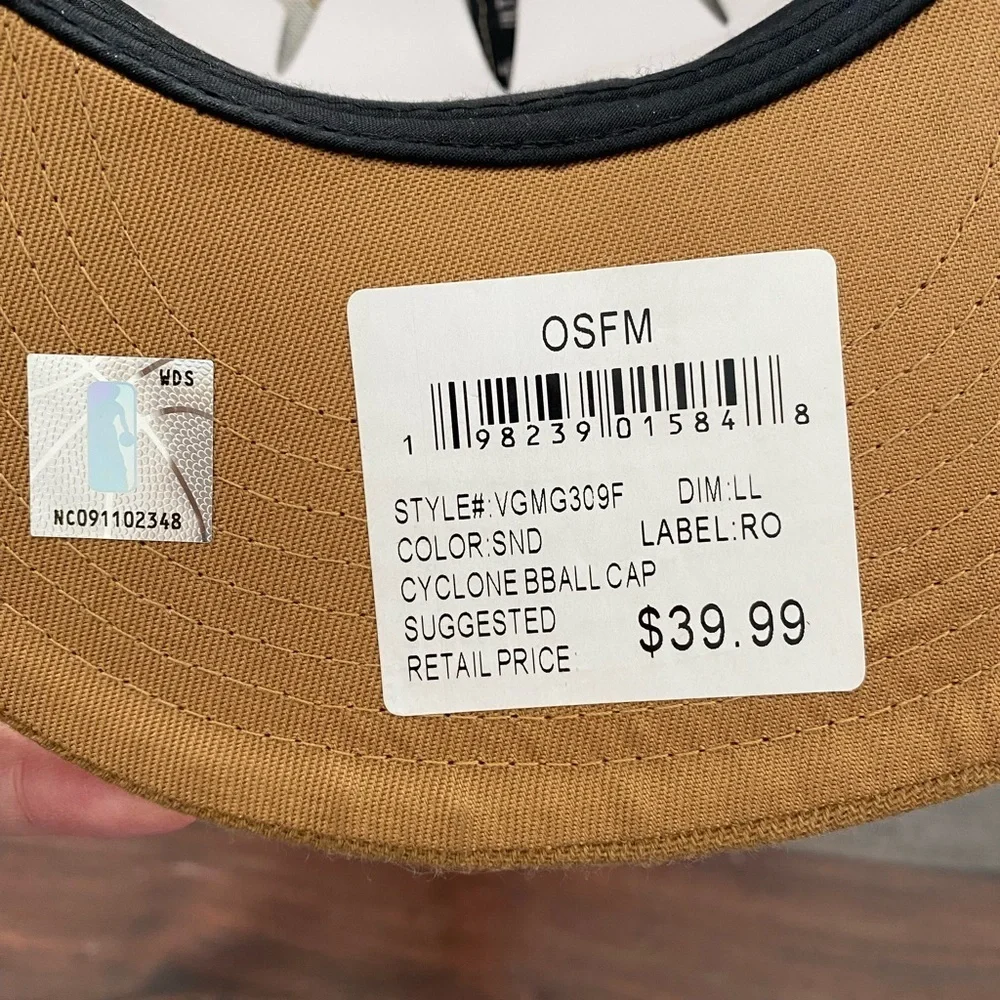 WDS
NC091102348
OSFM
1 98239 01584 8
STYLE#:VGMG309F DIM:LL
COLOR:SND LABEL:RO
CYCLONE BBALL CAP
SUGGESTED
RETAIL PRICE: $39.99